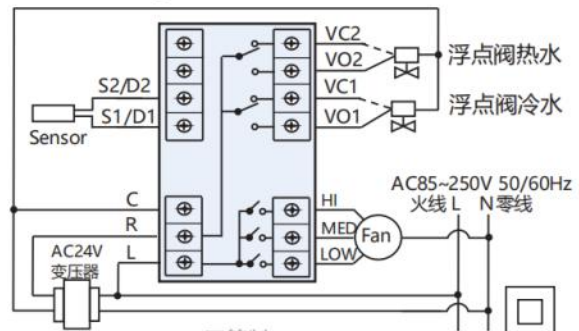 VC2
VO2
浮点阀热水
S2/D2
VC1
浮点阀冷水
S1/D1
VO1
Sensor
AC85~250V 50/60Hz
火线 L N 零线
C
HI
R
MED
Fan
AC24V
变压器
L
LOW